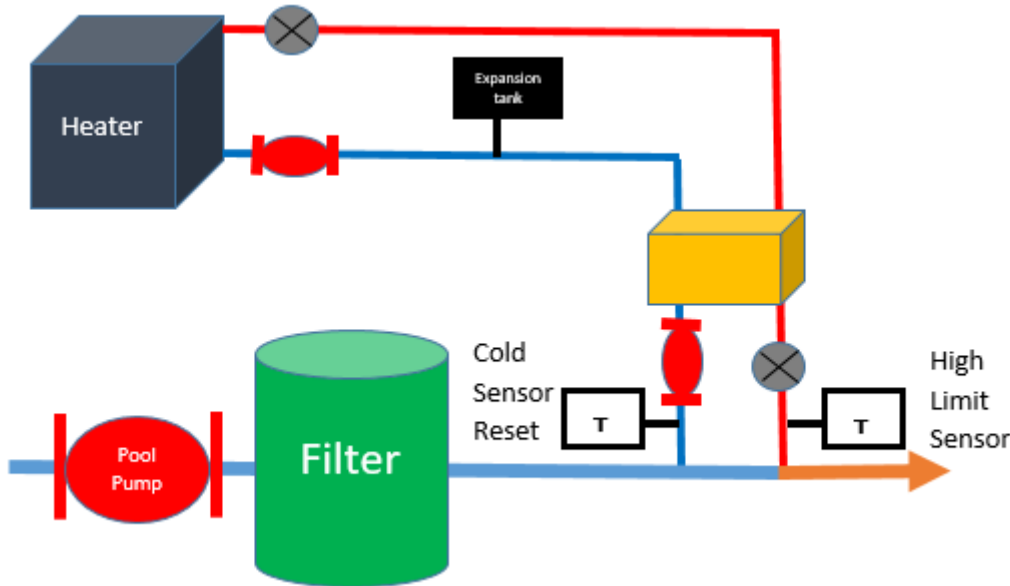 Expansion
tank
Heater
Cold
Sensor
Reset
T
High
Limit
Sensor
T
Pool
Pump
Filter